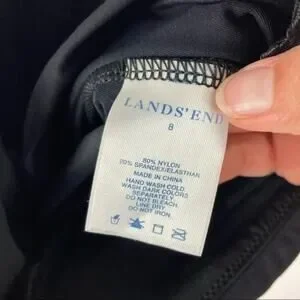 LANDS' END
8
80% NYLON
20% SPANDEX/ELASTHAN
MADE IN CHINA
HAND WASH COLD
WASH DARK COLORS
SEPARATELY
DO NOT BLEACH.
LINE DRY
DO NOT IRON.